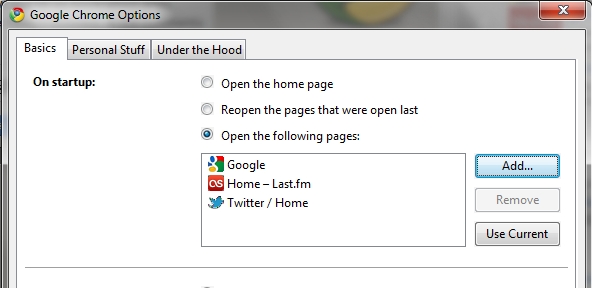 Google Chrome Options
Basics Personal Stuff Under the Hood
On startup: Open the home page
Reopen the pages that were open last
Open the following pages:
Google Add...
Home – Last.fm
Twitter / Home Remove
Use Current